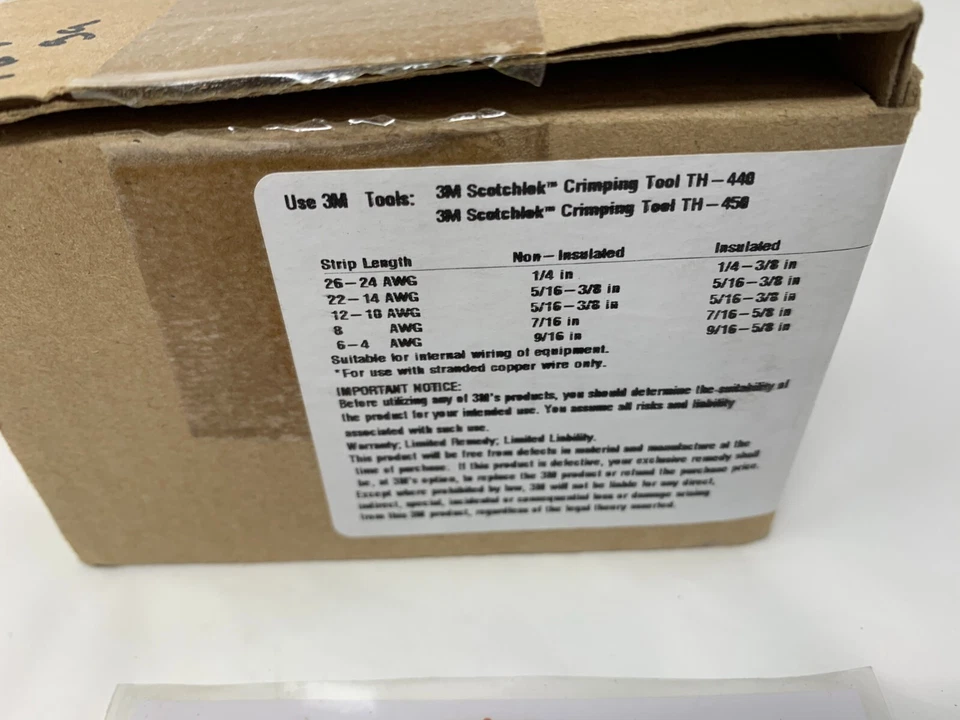 Use 3M Tools: 3M Scotchlok™ Crimping Tool TH-440
3M Scotchlok™ Crimping Tool TH-450
Strip Length Non-Insulated Insulated
26-24 AWG 1/4 in 1/4-3/8 in
22-14 AWG 5/16-3/8 in 5/16-3/8 in
12-10 AWG 5/16-3/8 in 5/16-3/8 in
8 AWG 7/16 in 7/16-5/8 in
6-4 AWG 9/16 in 9/16-5/8 in
Suitable for internal wiring of equipment.
*For use with stranded copper wire only.
IMPORTANT NOTICE:
Before utilizing any of 3M's products, you should determine the suitability of
the product for your intended use. You assume all risks and liability
associated with such use.
Warranty; Limited Remedy; Limited Liability.
This product will be free from defects in material and manufacture at the
time of purchase. If this product is defective, your exclusive remedy shall
be, at 3M's option, to replace the 3M product or refund the purchase price.
Except where prohibited by law, 3M will not be liable for any direct,
indirect, special, incidental or consequential loss or damage arising
from this 3M product, regardless of the legal theory asserted.